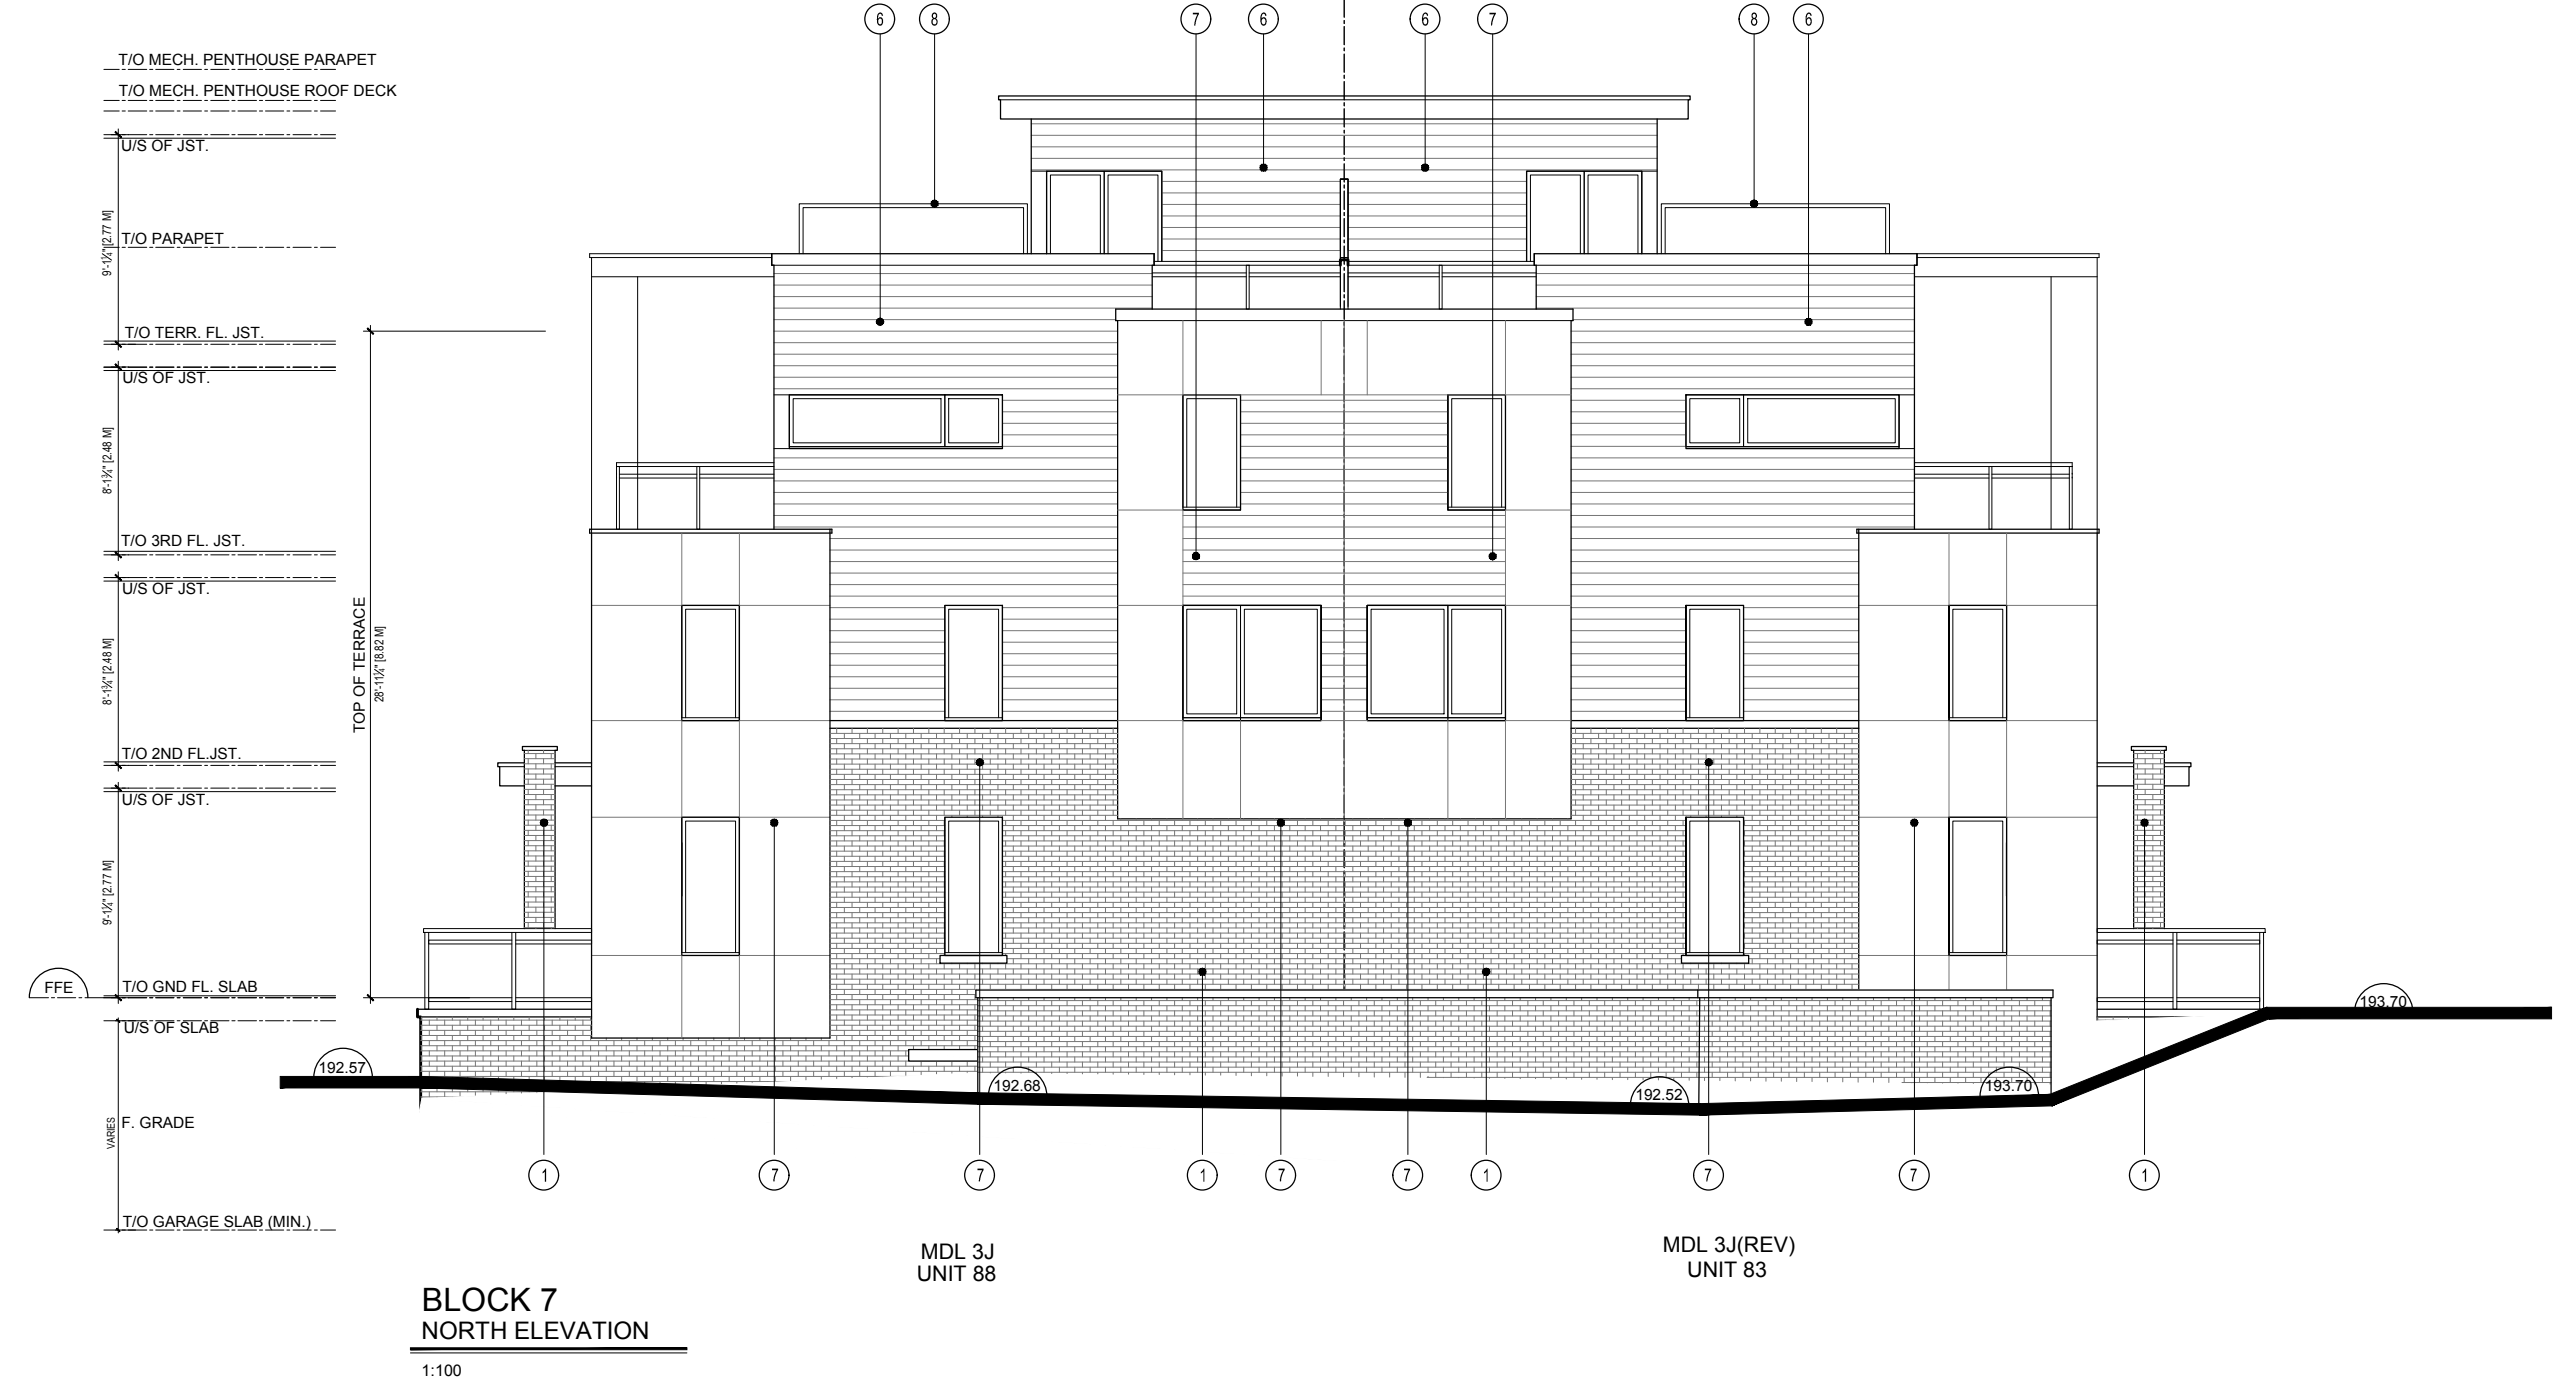 6 8 7 6 6 7 8 6
T/O MECH. PENTHOUSE PARAPET
T/O MECH. PENTHOUSE ROOF DECK
U/S OF JST.
9'-1¼" [2.77 M]
T/O PARAPET
T/O TERR. FL. JST.
U/S OF JST.
8'-1¾" [2.48 M]
T/O 3RD FL. JST.
U/S OF JST.
TOP OF TERRACE
28'-11¼" [8.82 M]
8'-1¾" [2.48 M]
T/O 2ND FL.JST.
U/S OF JST.
9'-1¼" [2.77 M]
FFE
T/O GND FL. SLAB
193.70
U/S OF SLAB
192.57
192.68
192.52
193.70
VARIES
F. GRADE
1 7 7 1 7 7 1 7 7 1
T/O GARAGE SLAB (MIN.)
MDL 3J
UNIT 88
MDL 3J(REV)
UNIT 83
BLOCK 7
NORTH ELEVATION
1:100